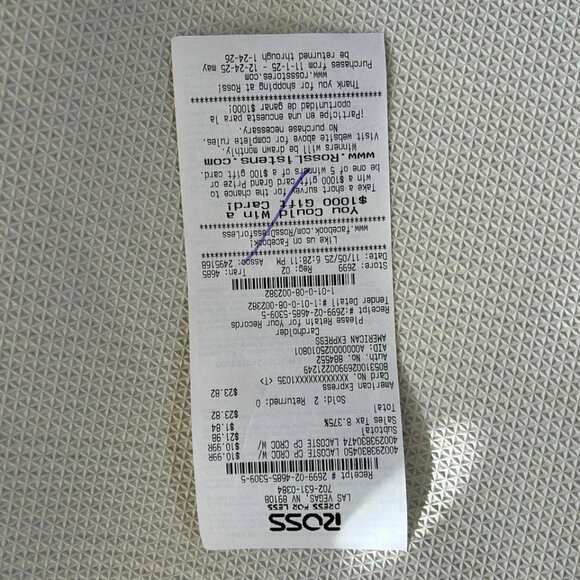 ROSS
DRESS FOR LESS
LAS VEGAS, NV 89108
702-631-0384
Receipt # 2699-02-4685-5309-5
400293830450 LACOSTE CP CROC W/ $10.99R
400293830474 LACOSTE CP CROC W/ $10.99R
Subtotal $21.98
Sales Tax 8.375% $1.84
Total $23.82
Sold: 2 Returned: 0
American Express $23.82
Card No. XXXXXXXXXXX1035 <T>
8053100269900221249
Auth. No. 884552
AID: A000000025010801
AMERICAN EXPRESS
Cardholder
Please Retain for Your Records
Receipt #:2699-02-4685-5309-5
Tender Detail #:1-01-0-08-002382
1-01-0-08-002382
Store: 2699 Reg: 02 Tran: 4685
Date: 11/05/25 6:28:11 PM Assoc: 2495168
****************************************
Like us on Facebook!
www.facebook.com/RossDressforless
****************************************
You Could Win a
$1000 Gift Card!
Take a short survey for the chance to
win a $1000 gift card Grand Prize or
be one of 5 winners of a $100 gift card.
www.RossListens.com
Winners will be drawn monthly.
Visit above website for complete rules.
No purchase necessary.
¡Participe en una encuesta para la
oportunidad de ganar $1000!
****************************************
Thank you for shopping at Ross!
www.rossstores.com
Purchases from 11-1-25 - 12-24-25 may
be returned through 1-24-26